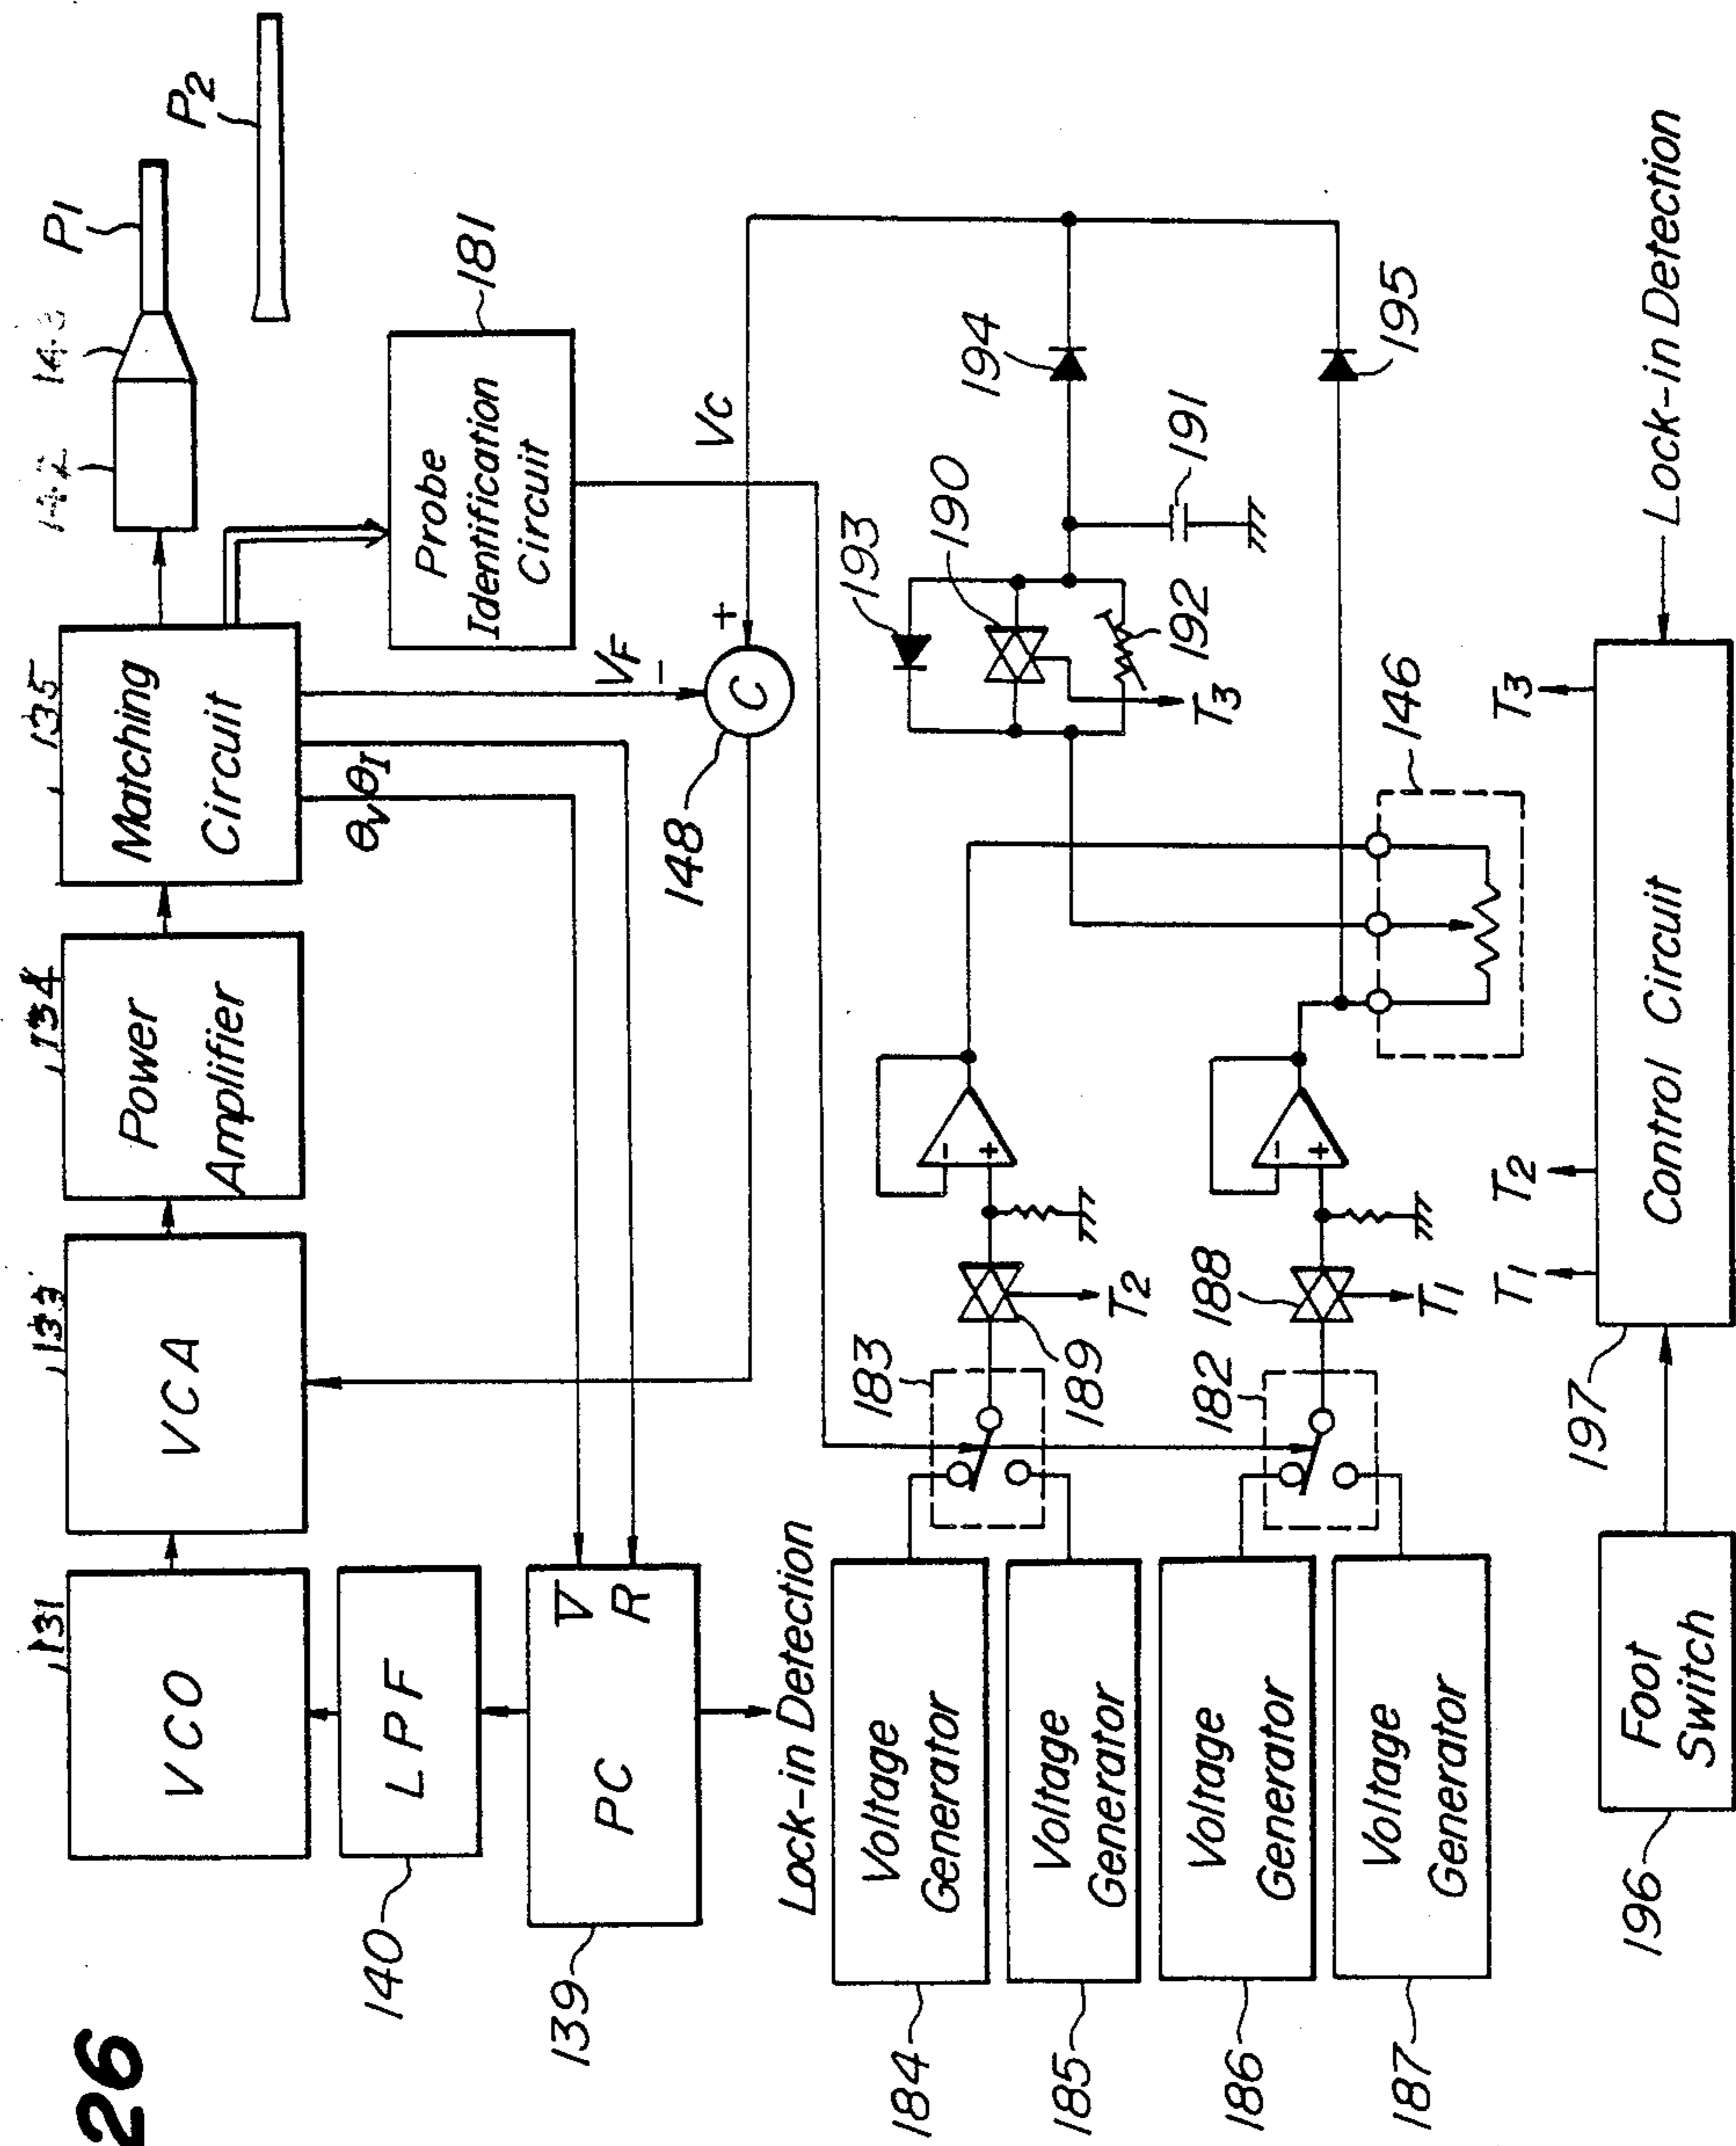 26
131
VCO
133
VCA
134
Power
Amplifier
135
Matching
Circuit
142
143
P1
P2
140
LPF
139
PC
V
R
θV
θI
VF
-
+
C
148
VC
Probe
Identification
Circuit
181
Lock-in Detection
184
Voltage
Generator
185
Voltage
Generator
186
Voltage
Generator
187
Voltage
Generator
183
189
T2
182
188
T1
-
+
-
+
193
190
192
T3
191
194
195
146
196
Foot
Switch
197
Control Circuit
T1
T2
T3
Lock-in Detection